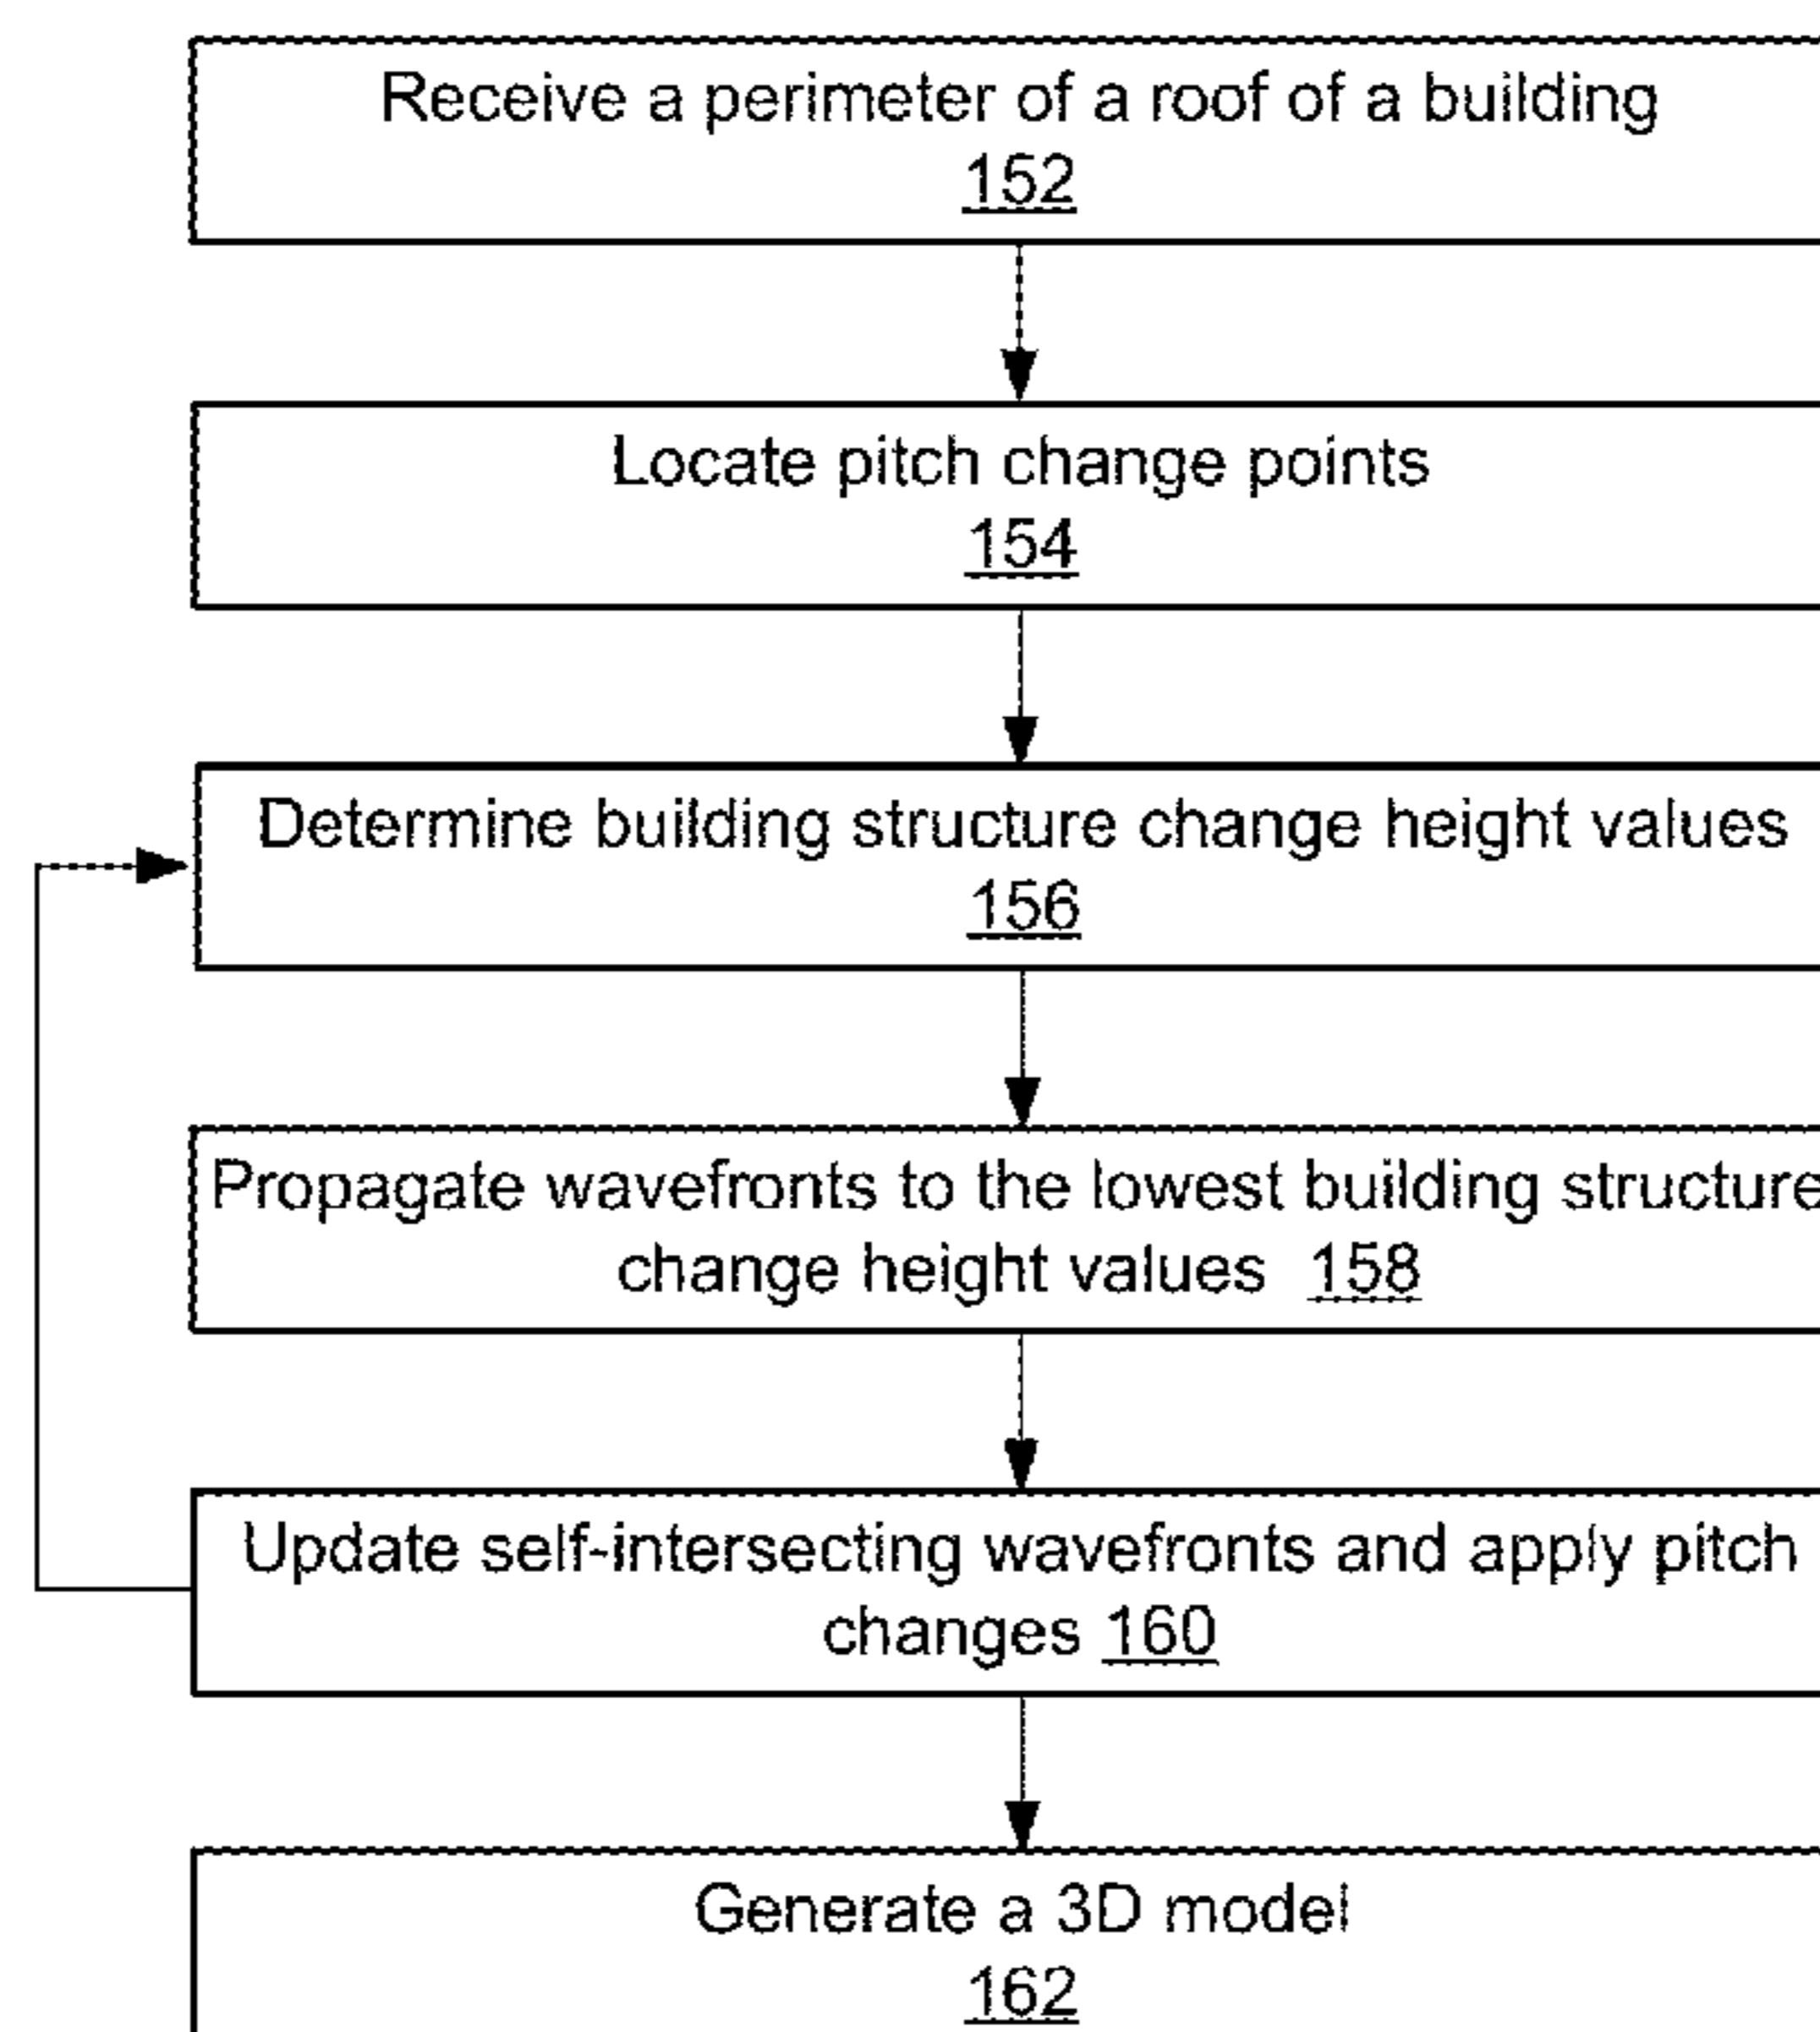 Receive a perimeter of a roof of a building
152
Locate pitch change points
154
Determine building structure change height values
156
Propagate wavefronts to the lowest building structure
change height values 158
Update self-intersecting wavefronts and apply pitch
changes 160
Generate a 3D model
162